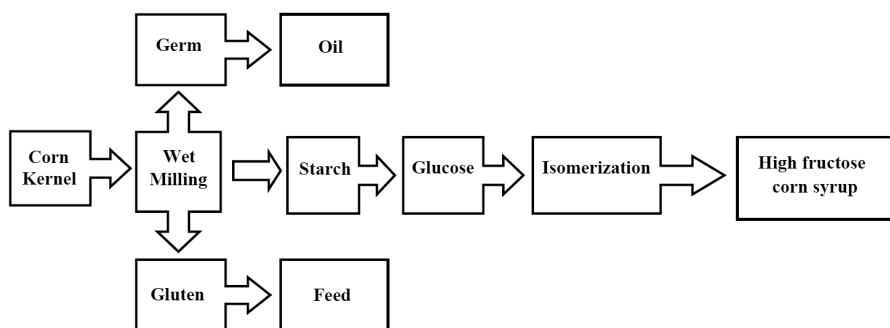 Germ
Oil
Corn
Kernel
Wet
Milling
Starch
Glucose
Isomerization
High fructose
corn syrup
Gluten
Feed